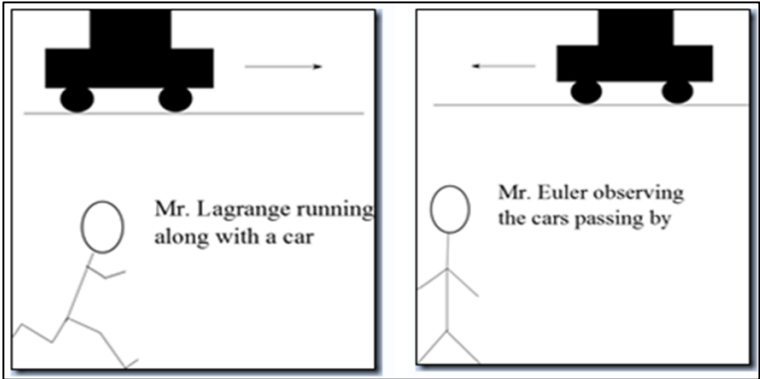 Mr. Lagrange running
along with a car
Mr. Euler observing
the cars passing by